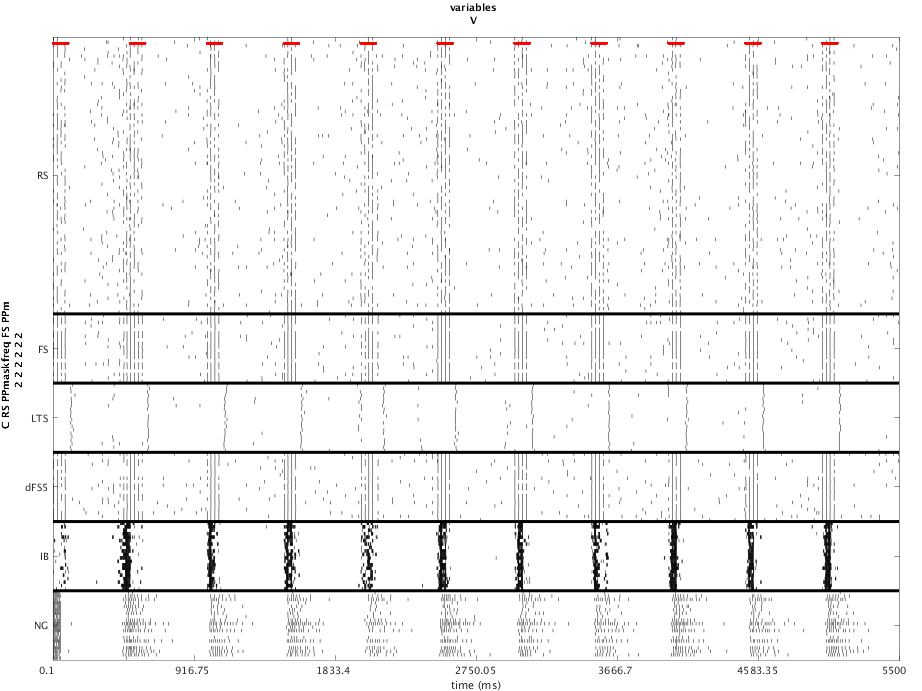 variables
V
C RS PPmaskfreq FS PPm
2 2 2 2 2 2
RS
FS
LTS
dFS5
IB
NG
0.1 916.75 1833.4 2750.05 3666.7 4583.35 5500
time (ms)